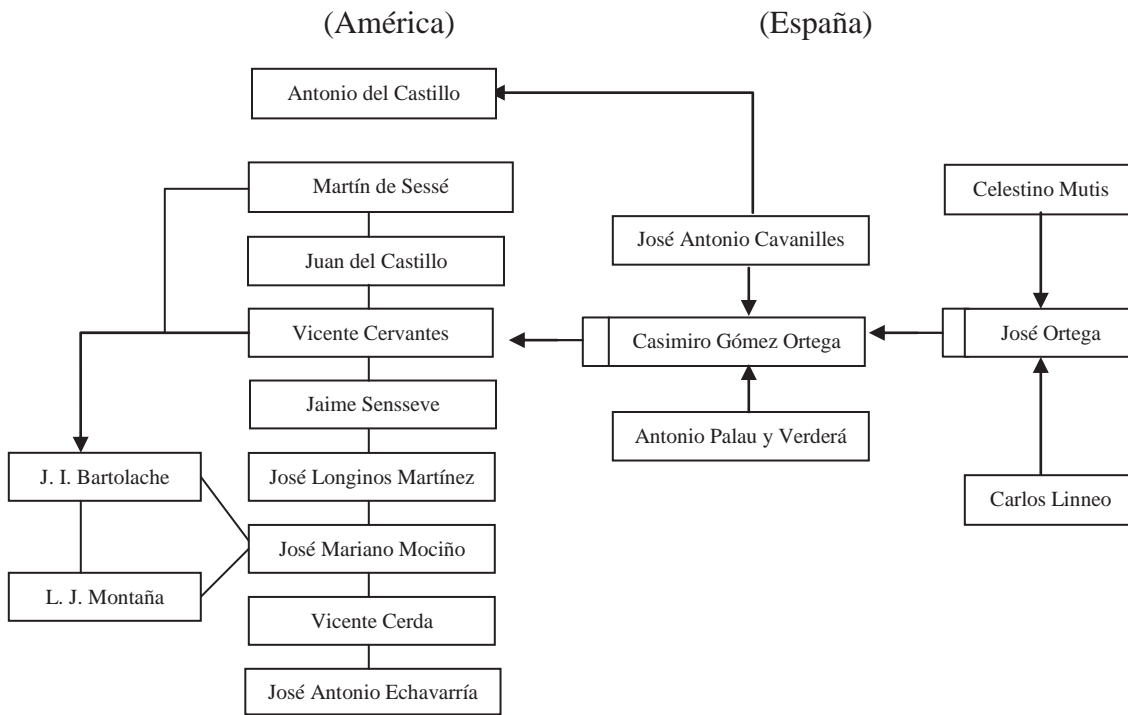 (América)
(España)
Antonio del Castillo
Martín de Sessé
Celestino Mutis
José Antonio Cavanilles
Juan del Castillo
Vicente Cervantes
Casimiro Gómez Ortega
José Ortega
Jaime Sensseve
Antonio Palau y Verderá
J. I. Bartolache
José Longinos Martínez
Carlos Linneo
José Mariano Mociño
L. J. Montaña
Vicente Cerda
José Antonio Echavarría